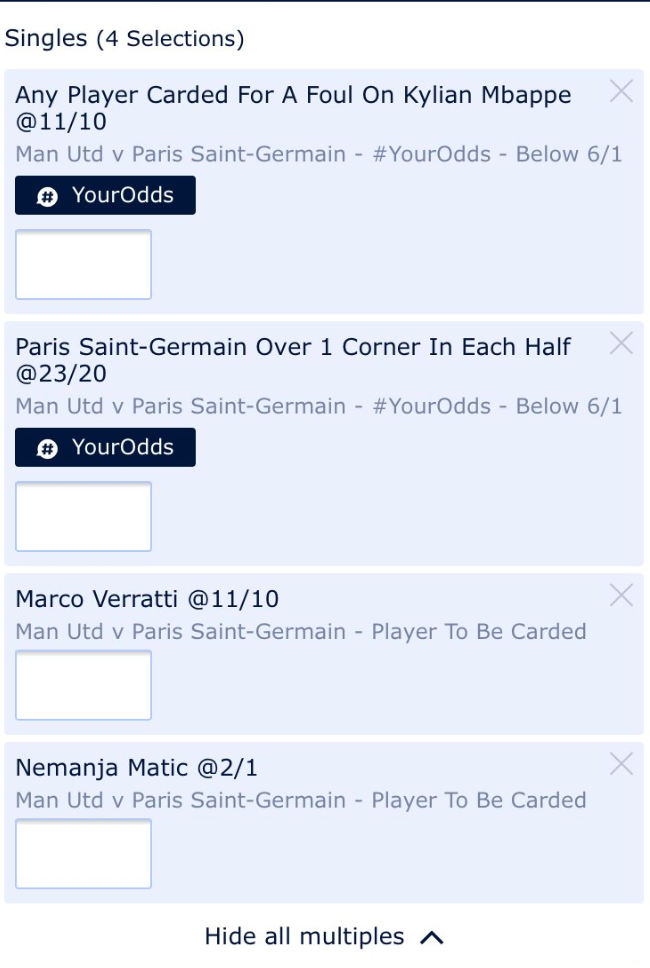 Singles (4 Selections)
Any Player Carded For A Foul On Kylian Mbappe
@11/10
Man Utd v Paris Saint-Germain - #YourOdds - Below 6/1
# YourOdds
Paris Saint-Germain Over 1 Corner In Each Half
@23/20
Man Utd v Paris Saint-Germain - #YourOdds - Below 6/1
# YourOdds
Marco Verratti @11/10
Man Utd v Paris Saint-Germain - Player To Be Carded
Nemanja Matic @2/1
Man Utd v Paris Saint-Germain - Player To Be Carded
Hide all multiples